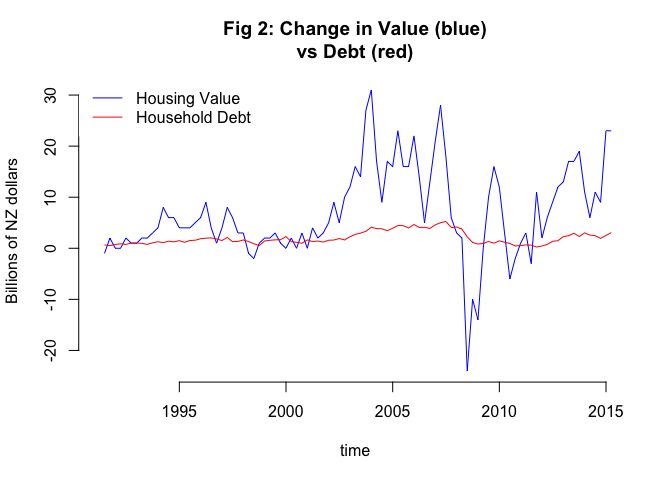 Fig 2: Change in Value (blue)
vs Debt (red)
Housing Value
Household Debt
Billions of NZ dollars
30
20
10
0
-10
-20
1995
2000
2005
2010
2015
time